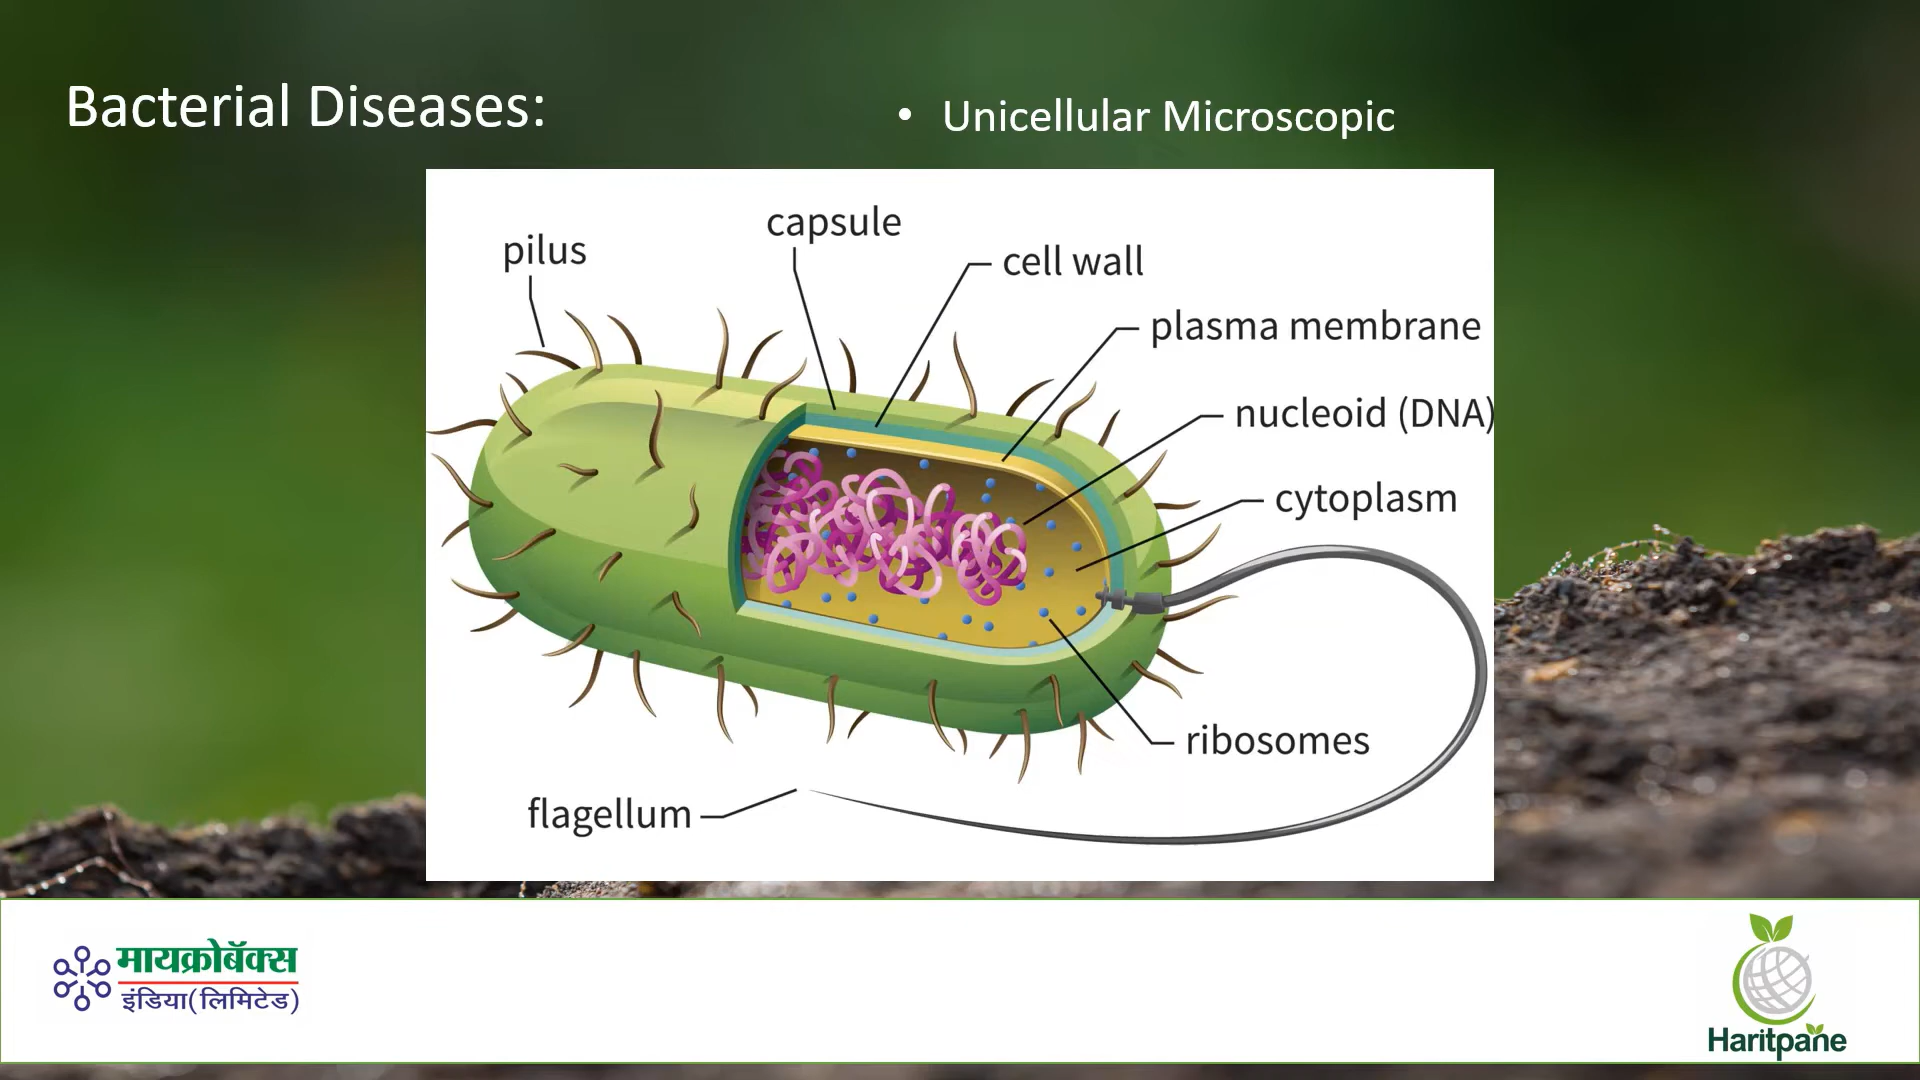 Bacterial Diseases:
• Unicellular Microscopic
capsule
pilus
cell wall
plasma membrane
nucleoid (DNA)
cytoplasm
ribosomes
flagellum
मायक्रोबॅक्स
इंडिया(लिमिटेड)
Haritpane